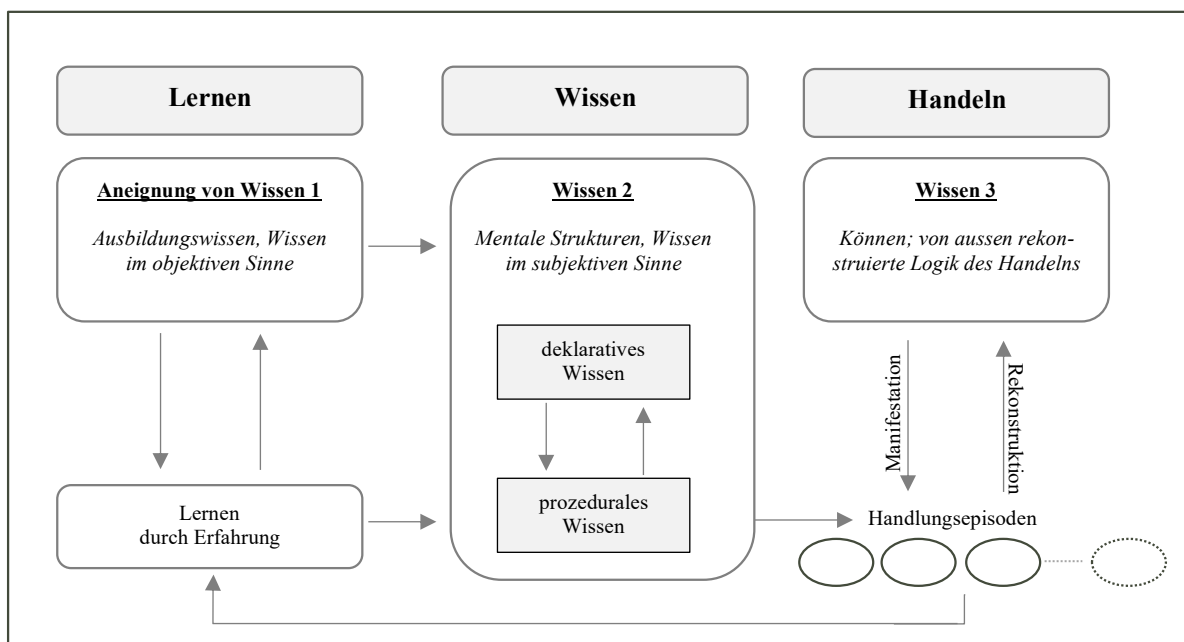 Lernen
Wissen
Handeln
Aneignung von Wissen 1
Ausbildungswissen, Wissen
im objektiven Sinne
Wissen 2
Mentale Strukturen, Wissen
im subjektiven Sinne
Wissen 3
Können; von aussen rekon-
struierte Logik des Handelns
deklaratives
Wissen
Manifestation
Rekonstruktion
Lernen
durch Erfahrung
prozedurales
Wissen
Handlungsepisoden